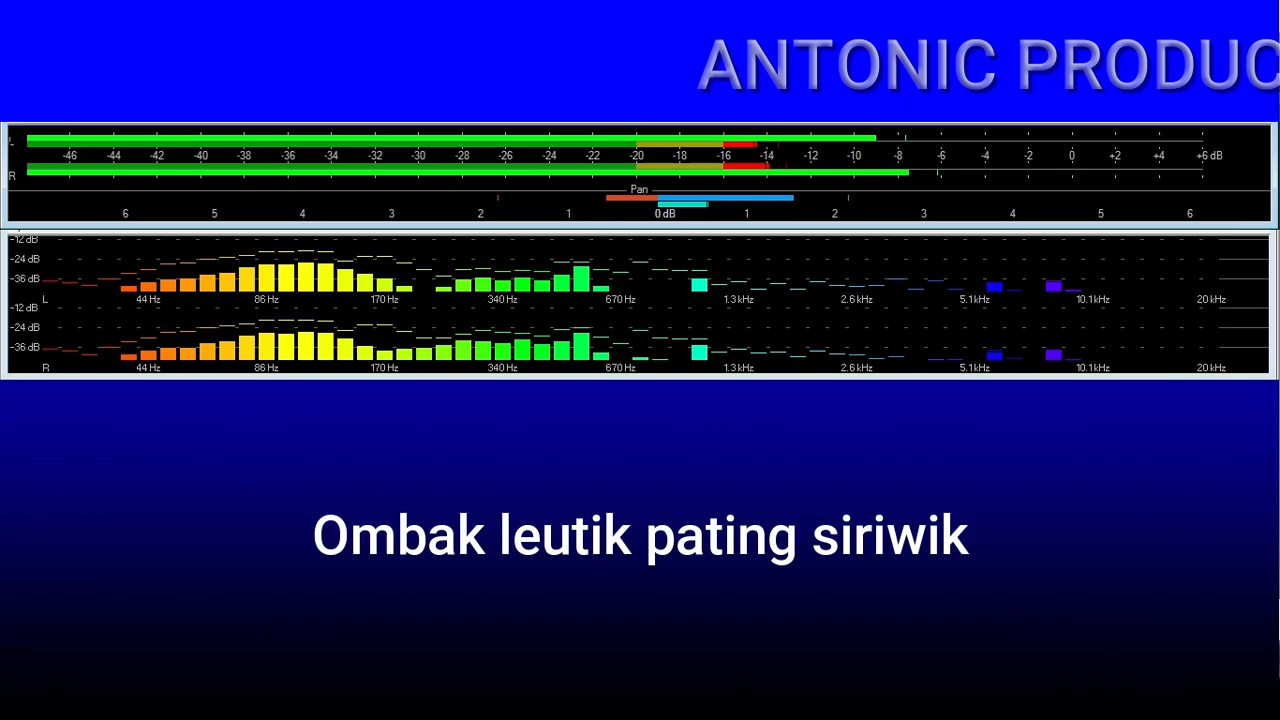 ANTONIC PRODUC
L
-46 -44 -42 -40 -38 -36 -34 -32 -30 -28 -26 -24 -22 -20 -18 -16 -14 -12 -10 -8 -6 -4 -2 0 +2 +4 +6 dB
R
Pan
6 5 4 3 2 1 0 dB 1 2 3 4 5 6
-12 dB
-24 dB
-36 dB
L 44 Hz 86 Hz 170 Hz 340 Hz 670 Hz 1.3 kHz 2.6 kHz 5.1 kHz 10.1 kHz 20 kHz
-12 dB
-24 dB
-36 dB
R 44 Hz 86 Hz 170 Hz 340 Hz 670 Hz 1.3 kHz 2.6 kHz 5.1 kHz 10.1 kHz 20 kHz
Ombak leutik pating siriwik